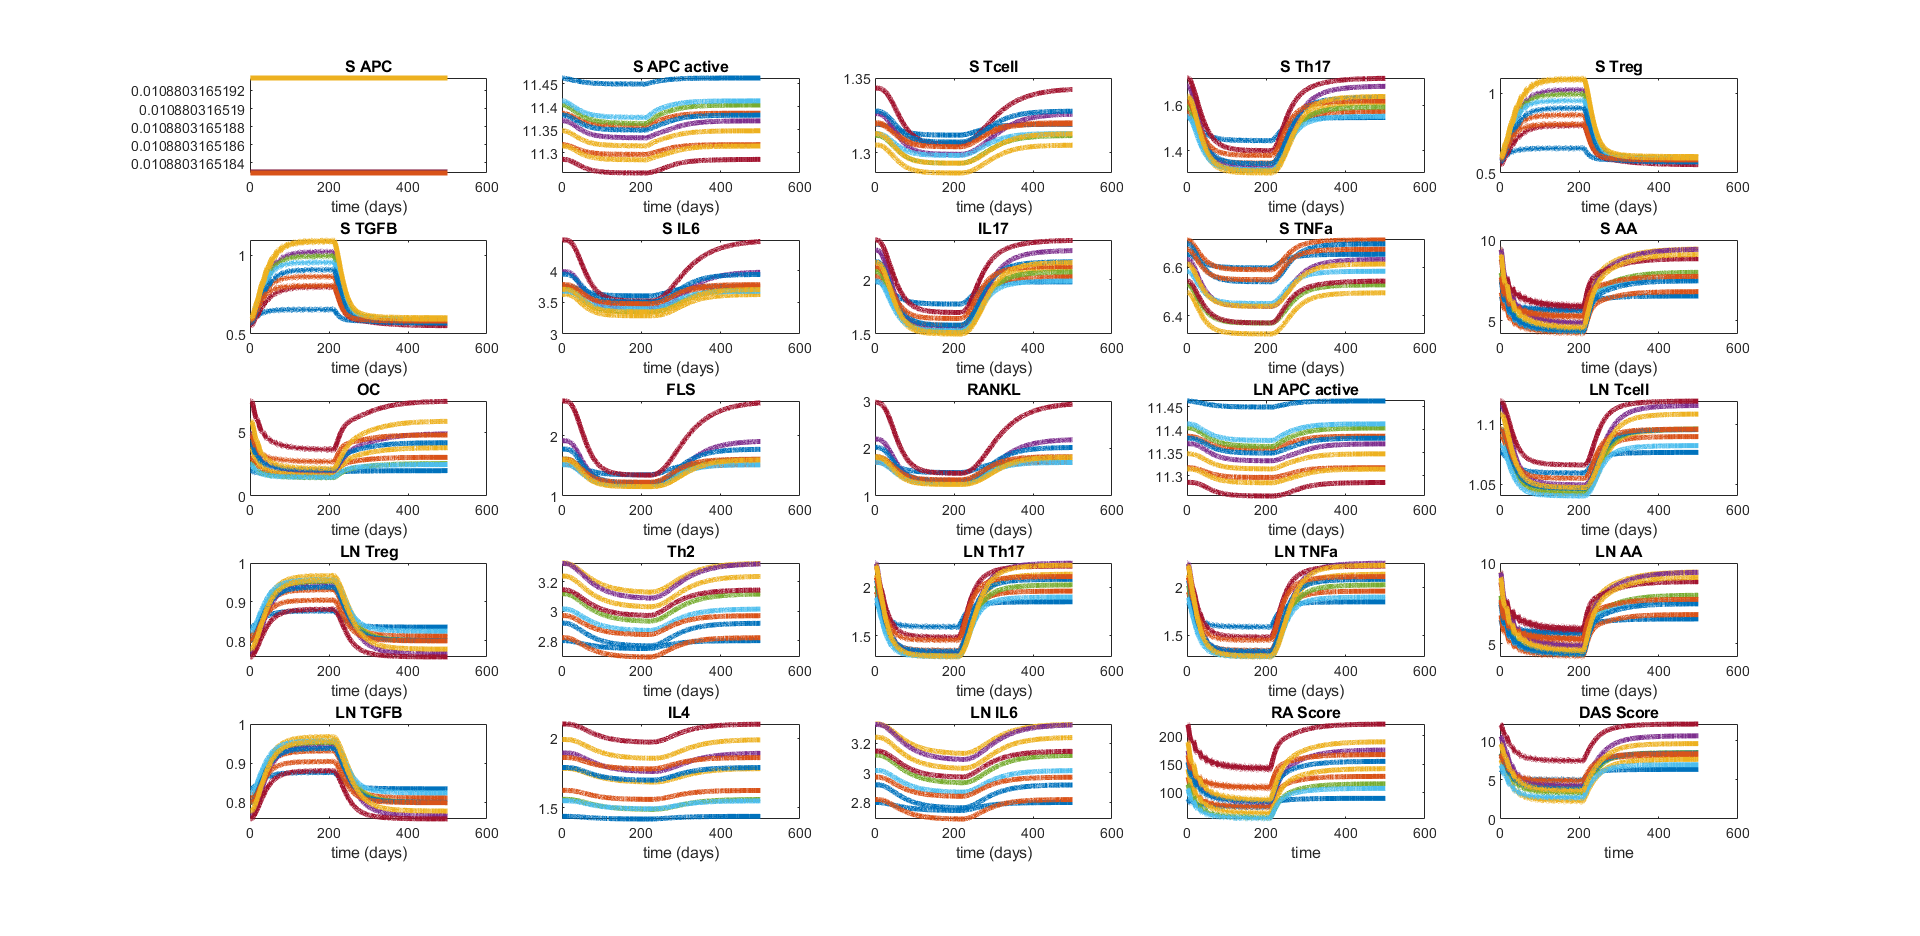 S APC
0.0108803165192
0.010880316519
0.0108803165188
0.0108803165186
0.0108803165184
0 200 400 600
time (days)
S APC active
11.45
11.4
11.35
11.3
0 200 400 600
time (days)
S Tcell
1.35
1.3
0 200 400 600
time (days)
S Th17
1.6
1.4
0 200 400 600
time (days)
S Treg
1
0.5
0 200 400 600
time (days)
S TGFB
1
0.5
0 200 400 600
time (days)
S IL6
4
3.5
3
0 200 400 600
time (days)
IL17
2
1.5
0 200 400 600
time (days)
S TNFa
6.6
6.4
0 200 400 600
time (days)
S AA
10
5
0 200 400 600
time (days)
OC
5
0
0 200 400 600
time (days)
FLS
2
1
0 200 400 600
time (days)
RANKL
3
2
1
0 200 400 600
time (days)
LN APC active
11.45
11.4
11.35
11.3
0 200 400 600
time (days)
LN Tcell
1.1
1.05
0 200 400 600
time (days)
LN Treg
1
0.9
0.8
0 200 400 600
time (days)
Th2
3.2
3
2.8
0 200 400 600
time (days)
LN Th17
2
1.5
0 200 400 600
time (days)
LN TNFa
2
1.5
0 200 400 600
time (days)
LN AA
10
5
0 200 400 600
time (days)
LN TGFB
1
0.9
0.8
0 200 400 600
time (days)
IL4
2
1.5
0 200 400 600
time (days)
LN IL6
3.2
3
2.8
0 200 400 600
time (days)
RA Score
200
150
100
0 200 400 600
time
DAS Score
10
5
0
0 200 400 600
time